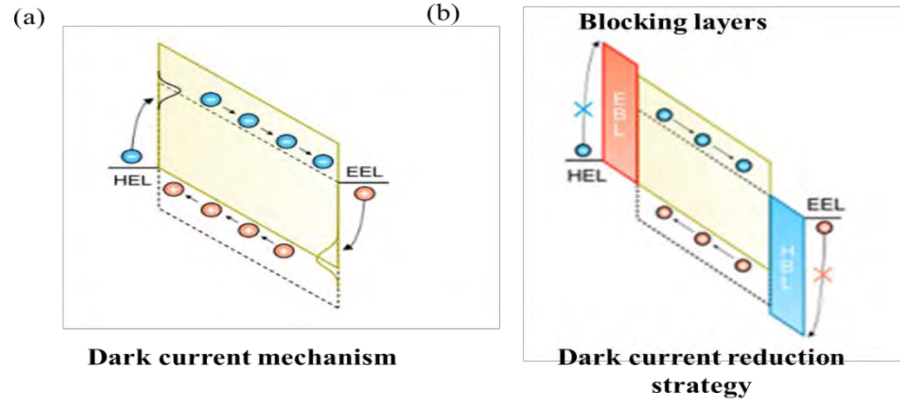 (a)
HEL
EEL
Dark current mechanism
(b)
Blocking layers
EBL
HEL
EEL
HBL
Dark current reduction
strategy